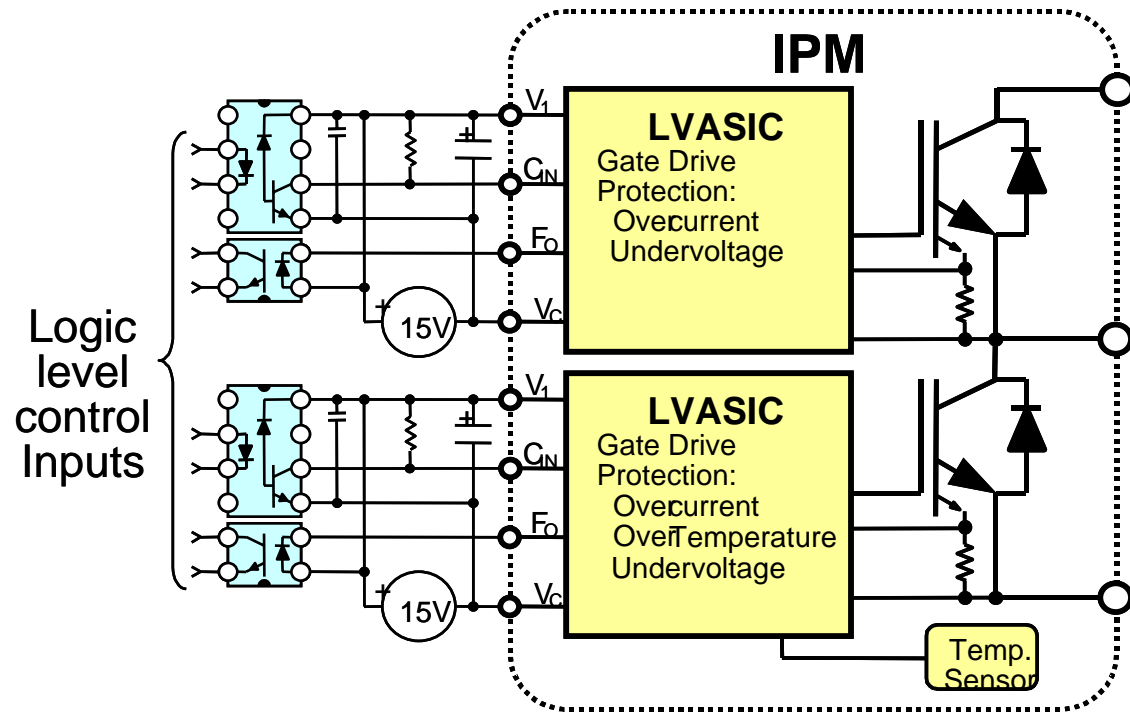 IPM
V1
LVASIC
Gate Drive
Protection:
Overcurrent
Undervoltage
CIN
FO
VC
15V
Logic
level
control
Inputs
V1
LVASIC
Gate Drive
Protection:
Overcurrent
OverTemperature
Undervoltage
CIN
FO
VC
15V
Temp.
Sensor